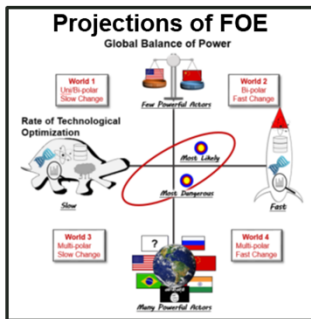 Projections of FOE
Global Balance of Power
World 1
Uni/Bi-polar
Slow Change
World 2
Bi-polar
Fast Change
Few Powerful Actors
Rate of Technological
Optimization
Most Likely
Most Dangerous
Slow
Fast
World 3
Multi-polar
Slow Change
World 4
Multi-polar
Fast Change
?
Many Powerful Actors